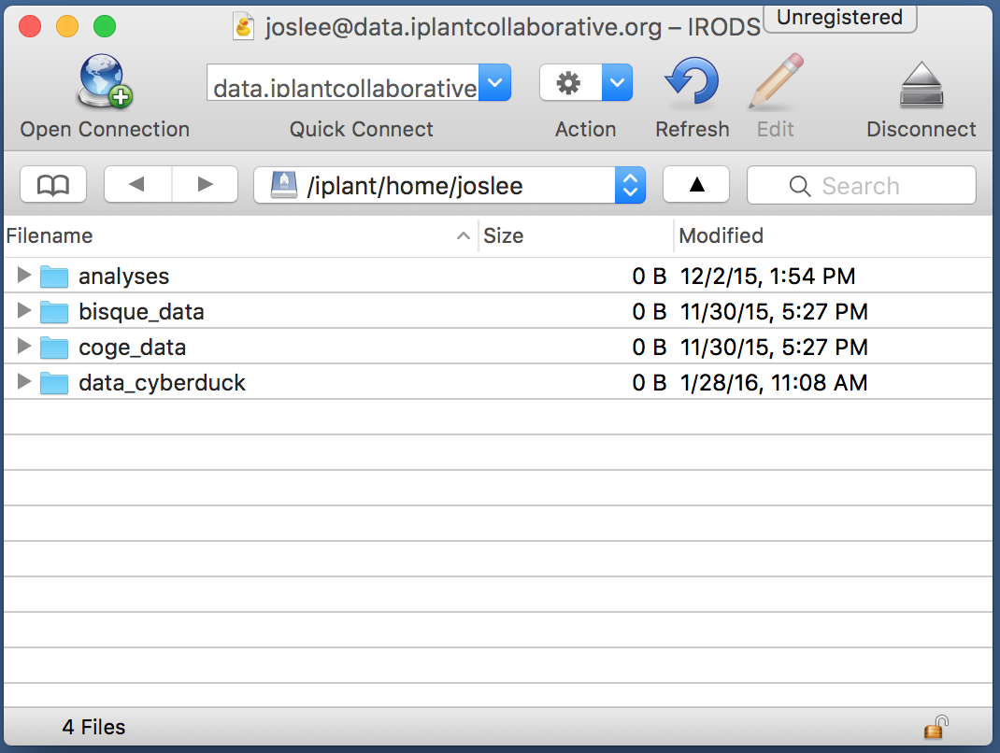 joslee@data.iplantcollaborative.org – IRODS
Unregistered
data.iplantcollaborative
Open Connection
Quick Connect
Action
Refresh
Edit
Disconnect
/iplant/home/joslee
Search
Filename Size Modified
analyses 0 B 12/2/15, 1:54 PM
bisque_data 0 B 11/30/15, 5:27 PM
coge_data 0 B 11/30/15, 5:27 PM
data_cyberduck 0 B 1/28/16, 11:08 AM
4 Files